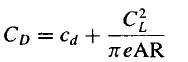 C_D = c_d + \frac{C_L^2}{\pi e AR}